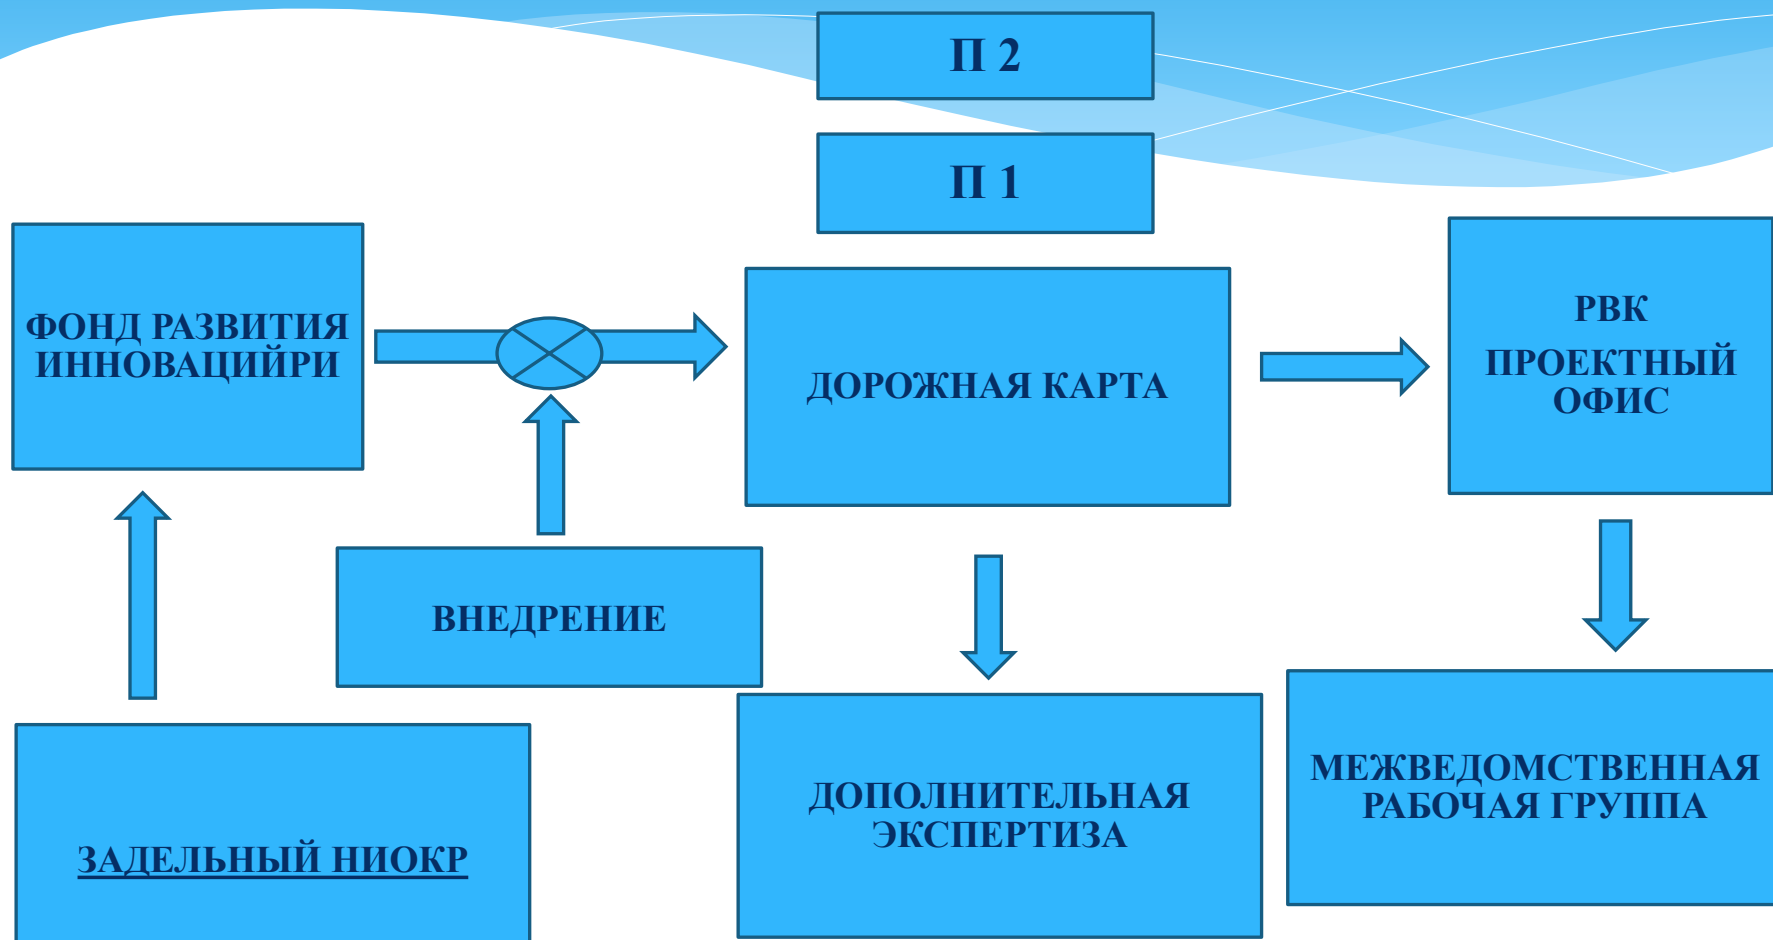 П 2
П 1
ФОНД РАЗВИТИЯ
ИННОВАЦИЙРИ
ДОРОЖНАЯ КАРТА
РВК
ПРОЕКТНЫЙ
ОФИС
ВНЕДРЕНИЕ
ЗАДЕЛЬНЫЙ НИОКР
ДОПОЛНИТЕЛЬНАЯ
ЭКСПЕРТИЗА
МЕЖВЕДОМСТВЕННАЯ
РАБОЧАЯ ГРУППА